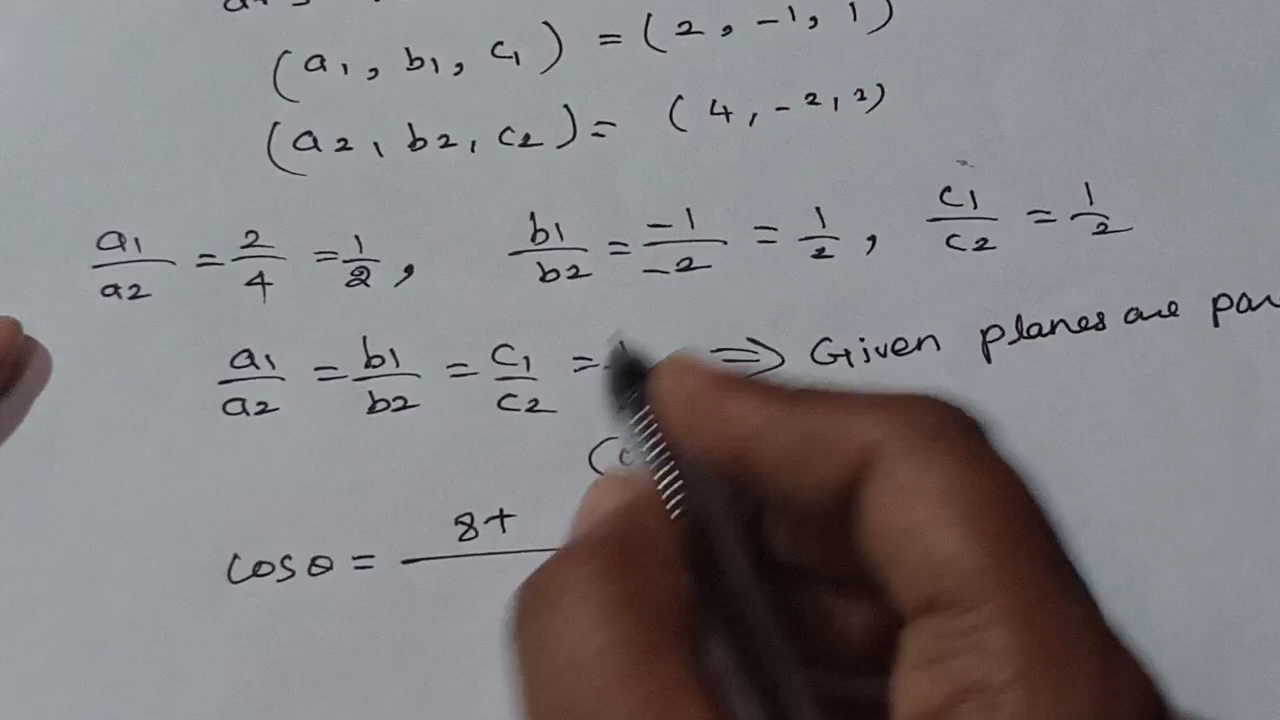 (a1, b1, c1) = (2, -1, 1)
(a2, b2, c2) = (4, -2, 2)
a1/a2 = 2/4 = 1/2, b1/b2 = -1/-2 = 1/2, c1/c2 = 1/2
a1/a2 = b1/b2 = c1/c2 = ⇒ Given planes are par
cosθ = 8+